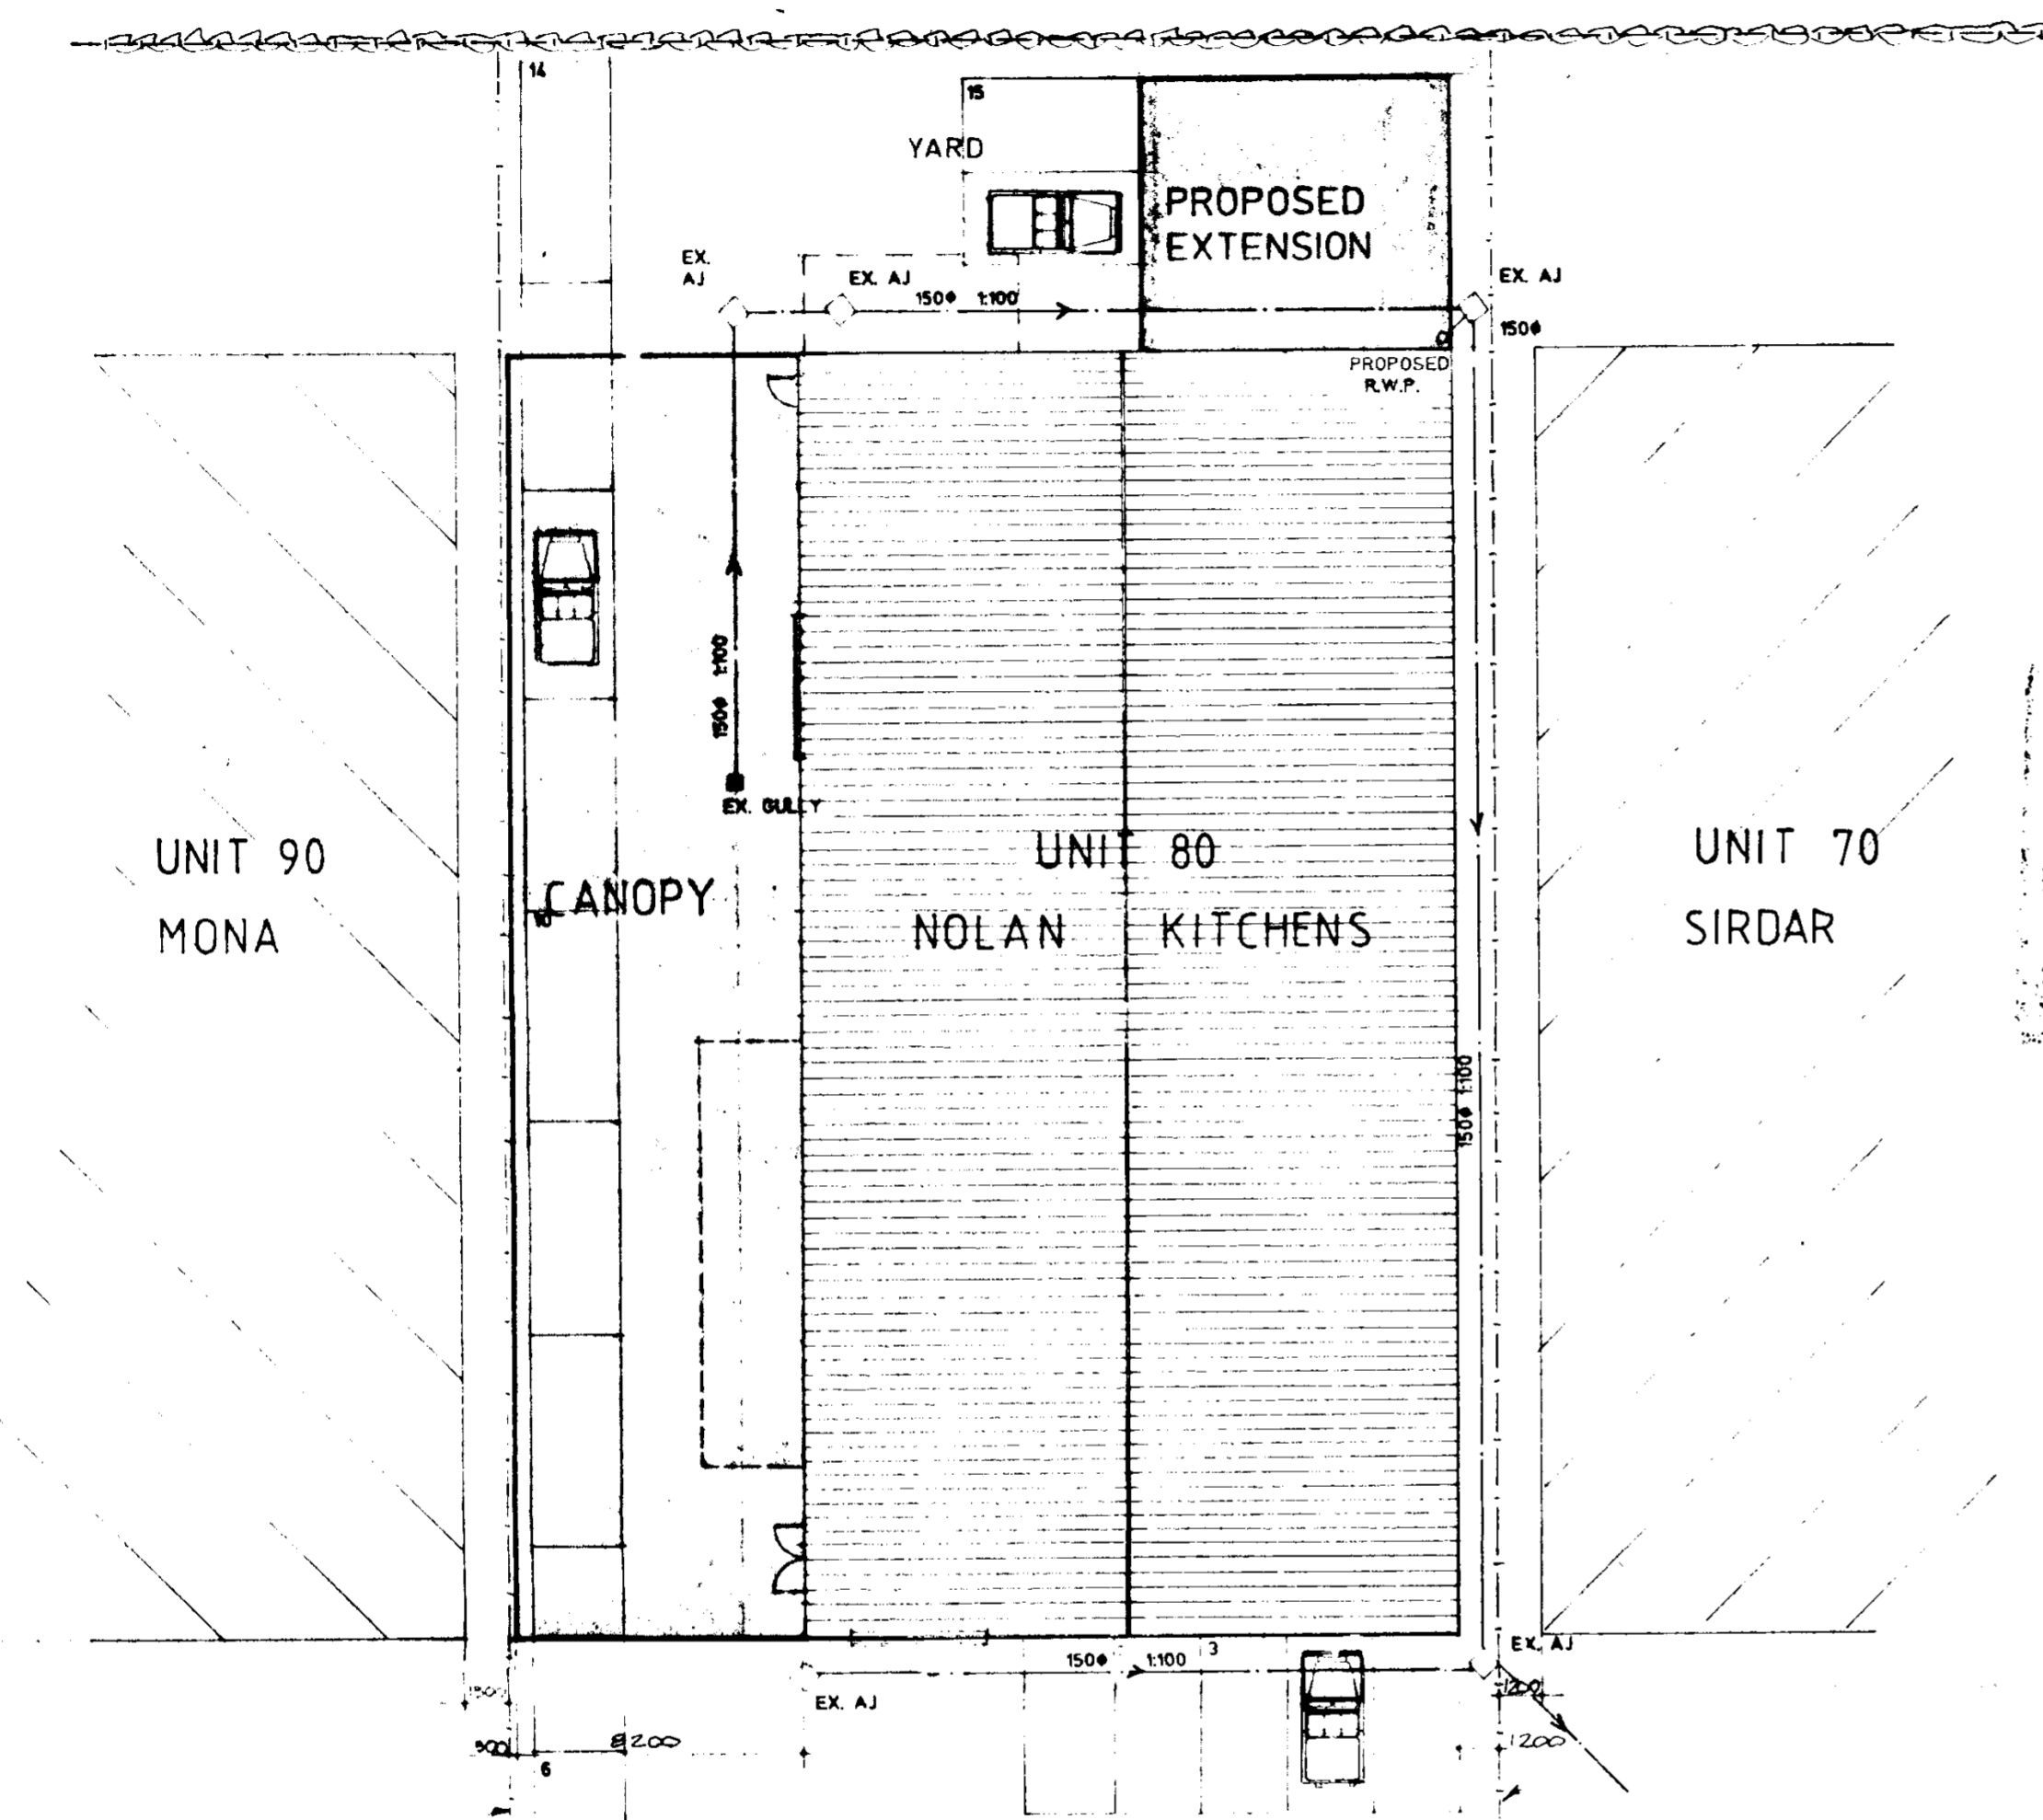 14
15
YARD
PROPOSED
EXTENSION
EX.
AJ
EX. AJ
150ϕ 1:100
EX. AJ
150ϕ
PROPOSED
R.W.P.
150ϕ 1:100
EX. GULLY
UNIT 90
MONA
CANOPY
UNIT 80
NOLAN KITCHENS
UNIT 70
SIRDAR
150ϕ 1:100
EX. AJ
150ϕ 1:100
3
EX. AJ
1200
900
8200
1200
6